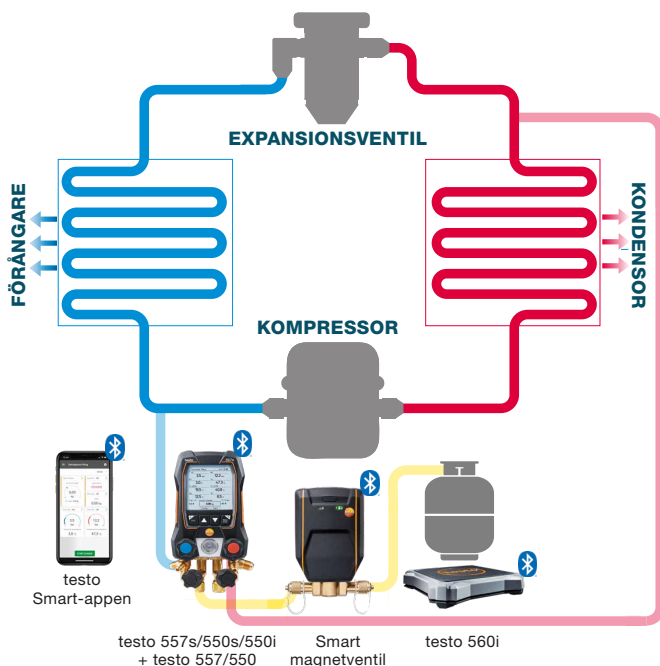 EXPANSIONSVENTIL
FÖRÅNGARE
KONDENSOR
KOMPRESSOR
T
testo
Smart-appen
testo 557s/550s/550i
+ testo 557/550
Smart
magnetventil
testo 560i